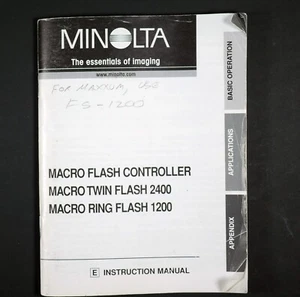 MINOLTA
The essentials of imaging
www.minolta.com
FOR MAXXUM, USE
FS-1200
MACRO FLASH CONTROLLER
MACRO TWIN FLASH 2400
MACRO RING FLASH 1200
E INSTRUCTION MANUAL
BASIC OPERATION
APPLICATIONS
APPENDIX